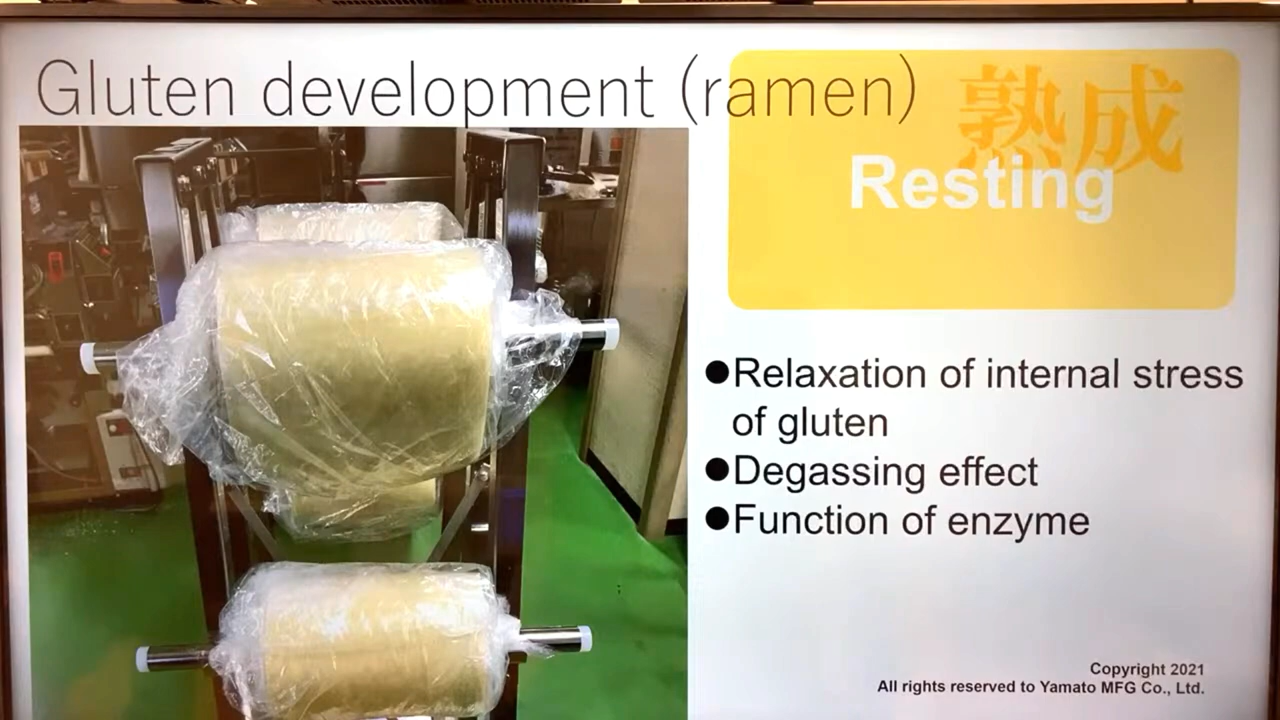 Gluten development (ramen)
熟成
Resting
●Relaxation of internal stress
of gluten
●Degassing effect
●Function of enzyme
Copyright 2021
All rights reserved to Yamato MFG Co., Ltd.